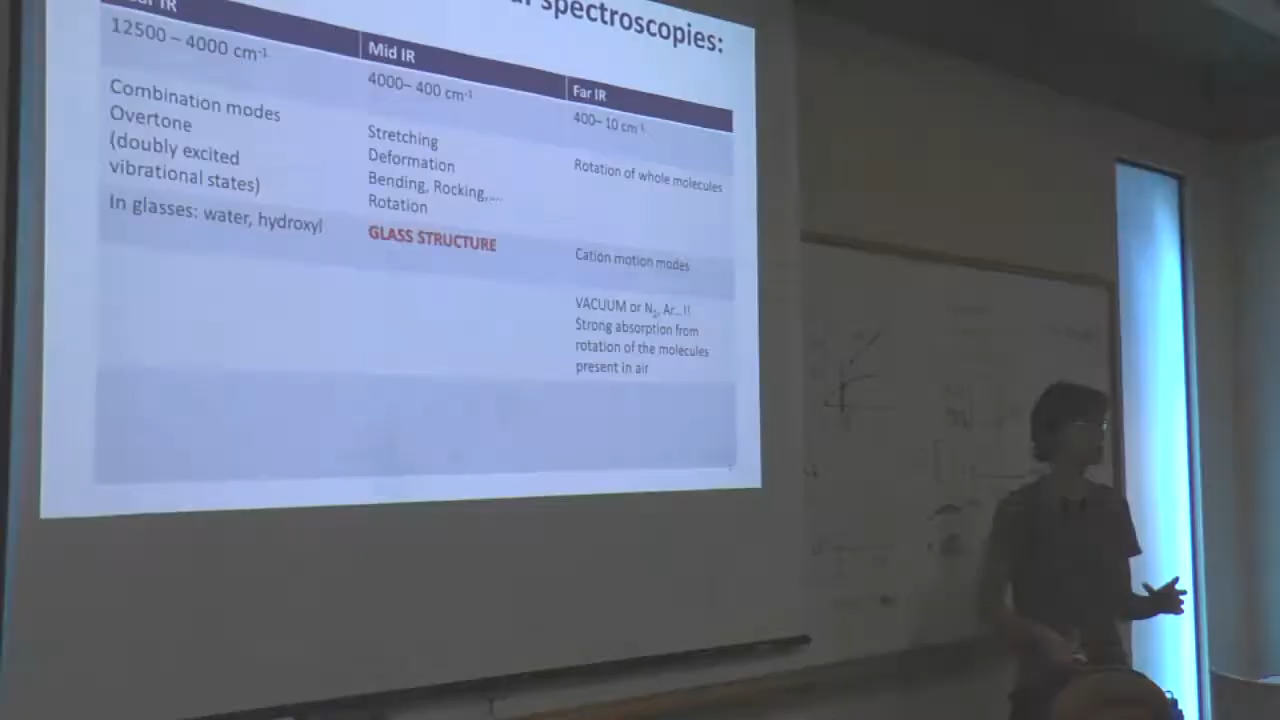 spectroscopies:
IR
12500 – 4000 cm-1
Combination modes
Overtone
(doubly excited
vibrational states)
In glasses: water, hydroxyl
Mid IR
4000– 400 cm-1
Stretching
Deformation
Bending, Rocking,...
Rotation
GLASS STRUCTURE
Far IR
400– 10 cm-1
Rotation of whole molecules
Cation motion modes
VACUUM or N2, Ar...!!
Strong absorption from
rotation of the molecules
present in air